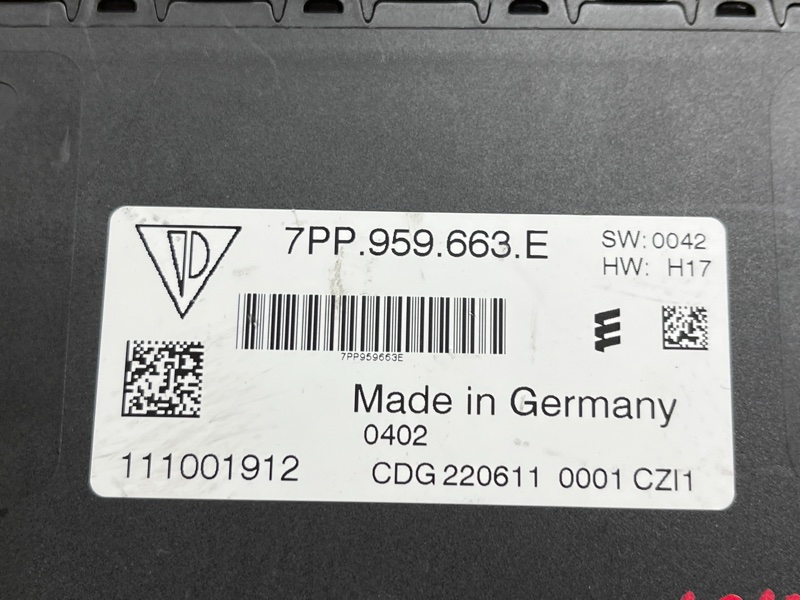 7PP.959.663.E
SW:0042
HW: H17
7PP959663E
Made in Germany
0402
111001912
CDG 220611 0001 CZI1